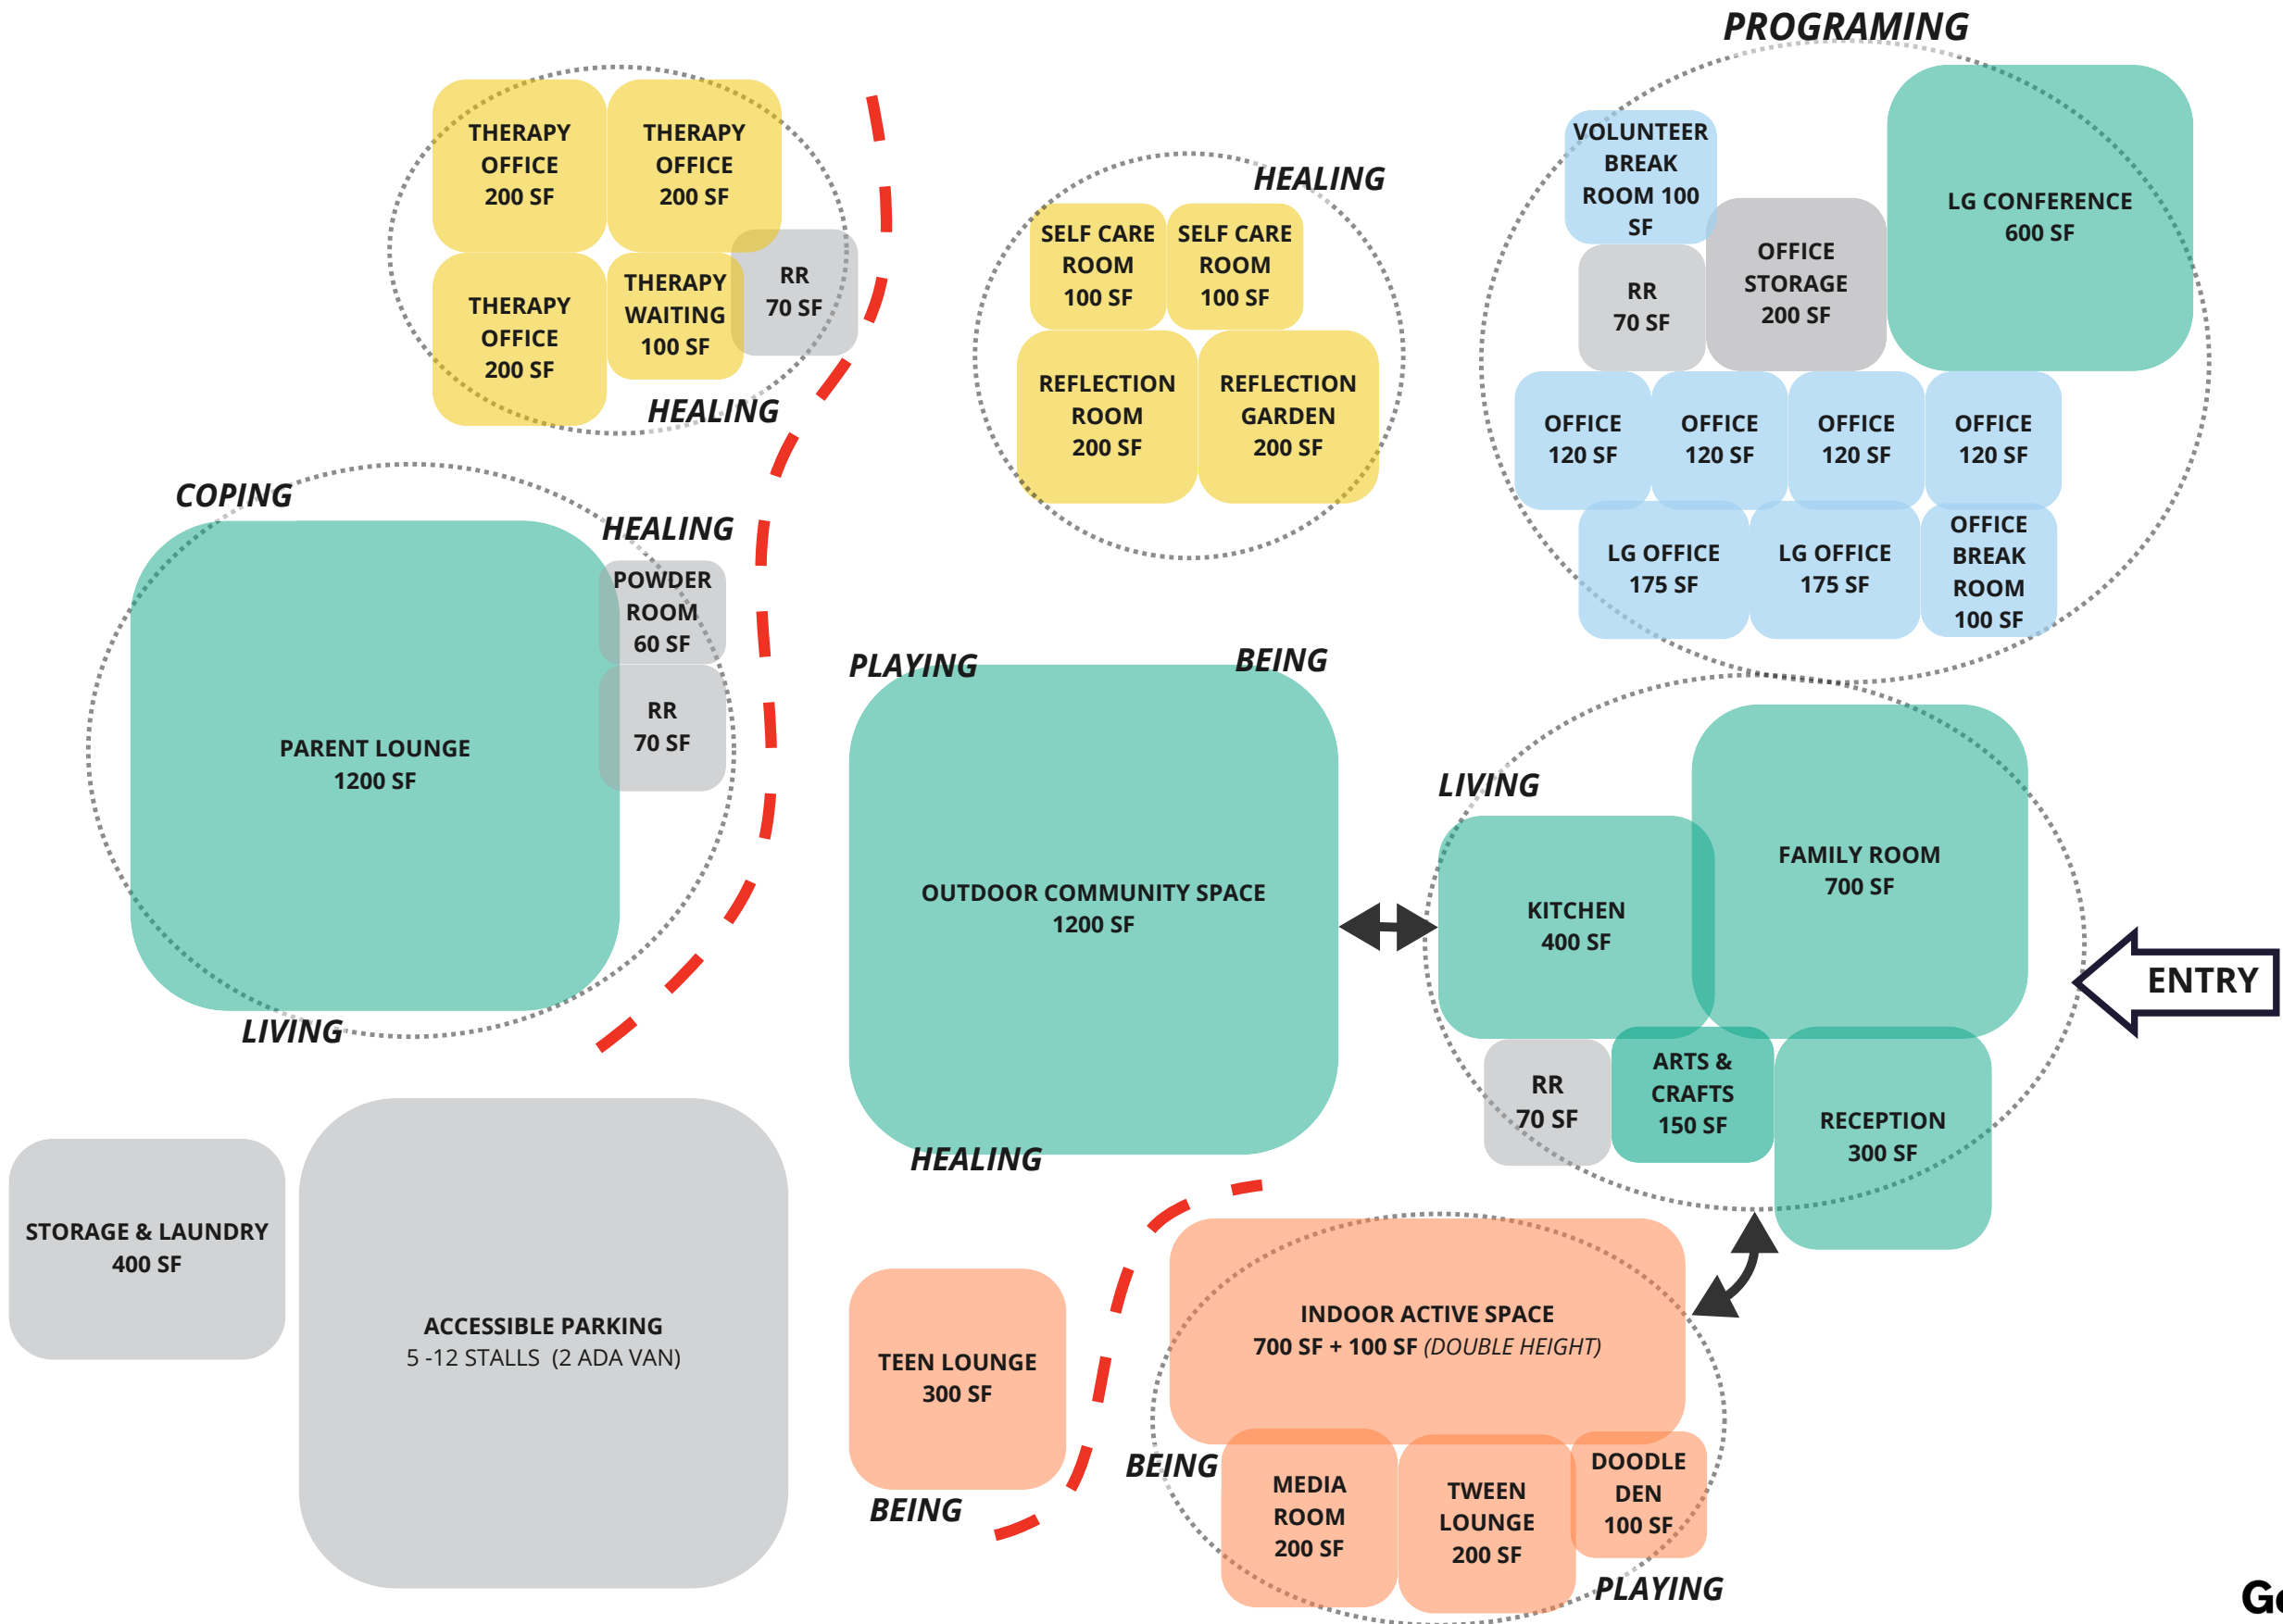 PROGRAMING
THERAPY
OFFICE
200 SF
THERAPY
OFFICE
200 SF
THERAPY
OFFICE
200 SF
THERAPY
WAITING
100 SF
RR
70 SF
HEALING
HEALING
SELF CARE
ROOM
100 SF
SELF CARE
ROOM
100 SF
REFLECTION
ROOM
200 SF
REFLECTION
GARDEN
200 SF
VOLUNTEER
BREAK
ROOM 100
SF
RR
70 SF
OFFICE
STORAGE
200 SF
LG CONFERENCE
600 SF
OFFICE
120 SF
OFFICE
120 SF
OFFICE
120 SF
OFFICE
120 SF
LG OFFICE
175 SF
LG OFFICE
175 SF
OFFICE
BREAK
ROOM
100 SF
COPING
HEALING
POWDER
ROOM
60 SF
RR
70 SF
PARENT LOUNGE
1200 SF
LIVING
PLAYING
BEING
OUTDOOR COMMUNITY SPACE
1200 SF
HEALING
LIVING
FAMILY ROOM
700 SF
KITCHEN
400 SF
ENTRY
RR
70 SF
ARTS &
CRAFTS
150 SF
RECEPTION
300 SF
STORAGE & LAUNDRY
400 SF
ACCESSIBLE PARKING
5 -12 STALLS (2 ADA VAN)
TEEN LOUNGE
300 SF
BEING
INDOOR ACTIVE SPACE
700 SF + 100 SF (DOUBLE HEIGHT)
BEING
MEDIA
ROOM
200 SF
TWEEN
LOUNGE
200 SF
DOODLE
DEN
100 SF
PLAYING